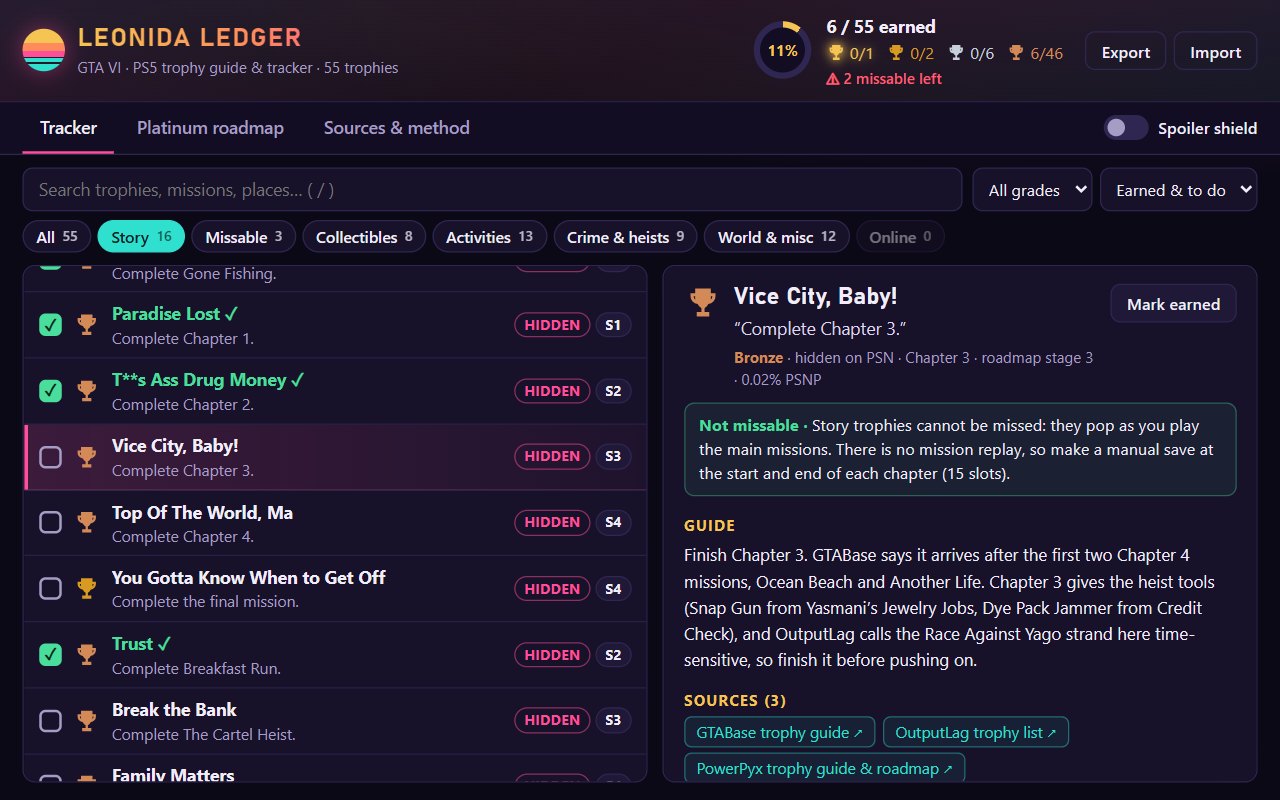 LEONIDA LEDGER
GTA VI · PS5 trophy guide & tracker · 55 trophies
11%
6 / 55 earned
0/1 0/2 0/6 6/46
⚠ 2 missable left
Export
Import
Tracker
Platinum roadmap
Sources & method
Spoiler shield
Search trophies, missions, places… ( / )
All grades
Earned & to do
All 55
Story 16
Missable 3
Collectibles 8
Activities 13
Crime & heists 9
World & misc 12
Online 0
Complete Gone Fishing.
Paradise Lost ✓
Complete Chapter 1.
HIDDEN S1
T**s Ass Drug Money ✓
Complete Chapter 2.
HIDDEN S2
Vice City, Baby!
Complete Chapter 3.
HIDDEN S3
Top Of The World, Ma
Complete Chapter 4.
HIDDEN S4
You Gotta Know When to Get Off
Complete the final mission.
HIDDEN S4
Trust ✓
Complete Breakfast Run.
HIDDEN S2
Break the Bank
Complete The Cartel Heist.
HIDDEN S3
Family Matters
Vice City, Baby!
“Complete Chapter 3.”
Mark earned
Bronze · hidden on PSN · Chapter 3 · roadmap stage 3
· 0.02% PSNP
Not missable · Story trophies cannot be missed: they pop as you play
the main missions. There is no mission replay, so make a manual save at
the start and end of each chapter (15 slots).
GUIDE
Finish Chapter 3. GTABase says it arrives after the first two Chapter 4
missions, Ocean Beach and Another Life. Chapter 3 gives the heist tools
(Snap Gun from Yasmani’s Jewelry Jobs, Dye Pack Jammer from Credit
Check), and OutputLag calls the Race Against Yago strand here time-
sensitive, so finish it before pushing on.
SOURCES (3)
GTABase trophy guide ↗
OutputLag trophy list ↗
PowerPyx trophy guide & roadmap ↗